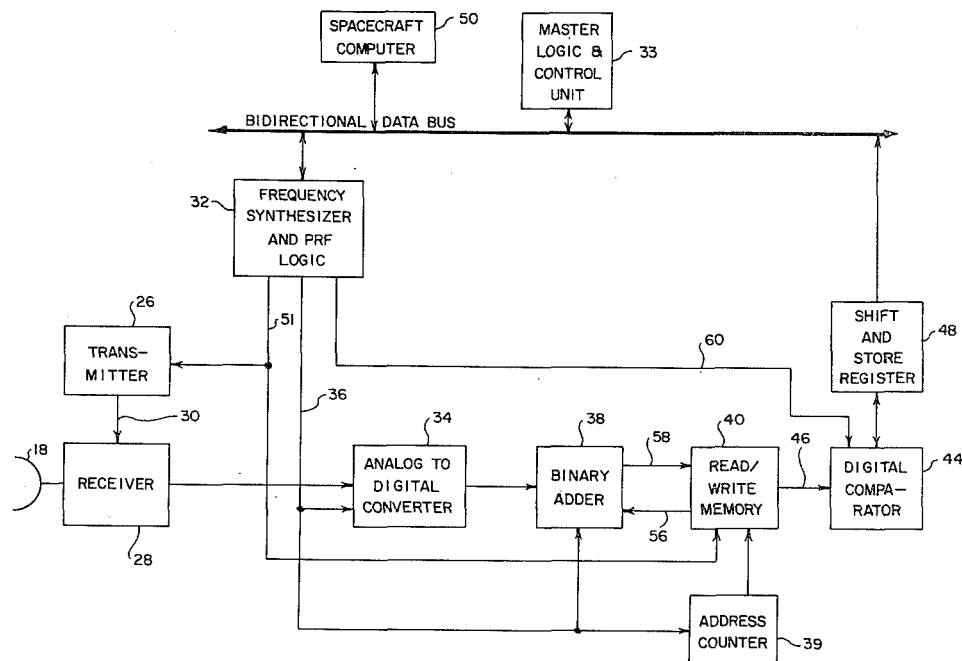 SPACECRAFT
COMPUTER
50
MASTER
LOGIC &
CONTROL
UNIT
33
BIDIRECTIONAL DATA BUS
32
FREQUENCY
SYNTHESIZER
AND PRF
LOGIC
26
TRANS-
MITTER
51
60
SHIFT
AND
STORE
REGISTER
48
30
36
18
RECEIVER
28
34
ANALOG TO
DIGITAL
CONVERTER
38
BINARY
ADDER
58
56
40
READ/
WRITE
MEMORY
46
DIGITAL
COMPA-
RATOR
44
ADDRESS
COUNTER
39